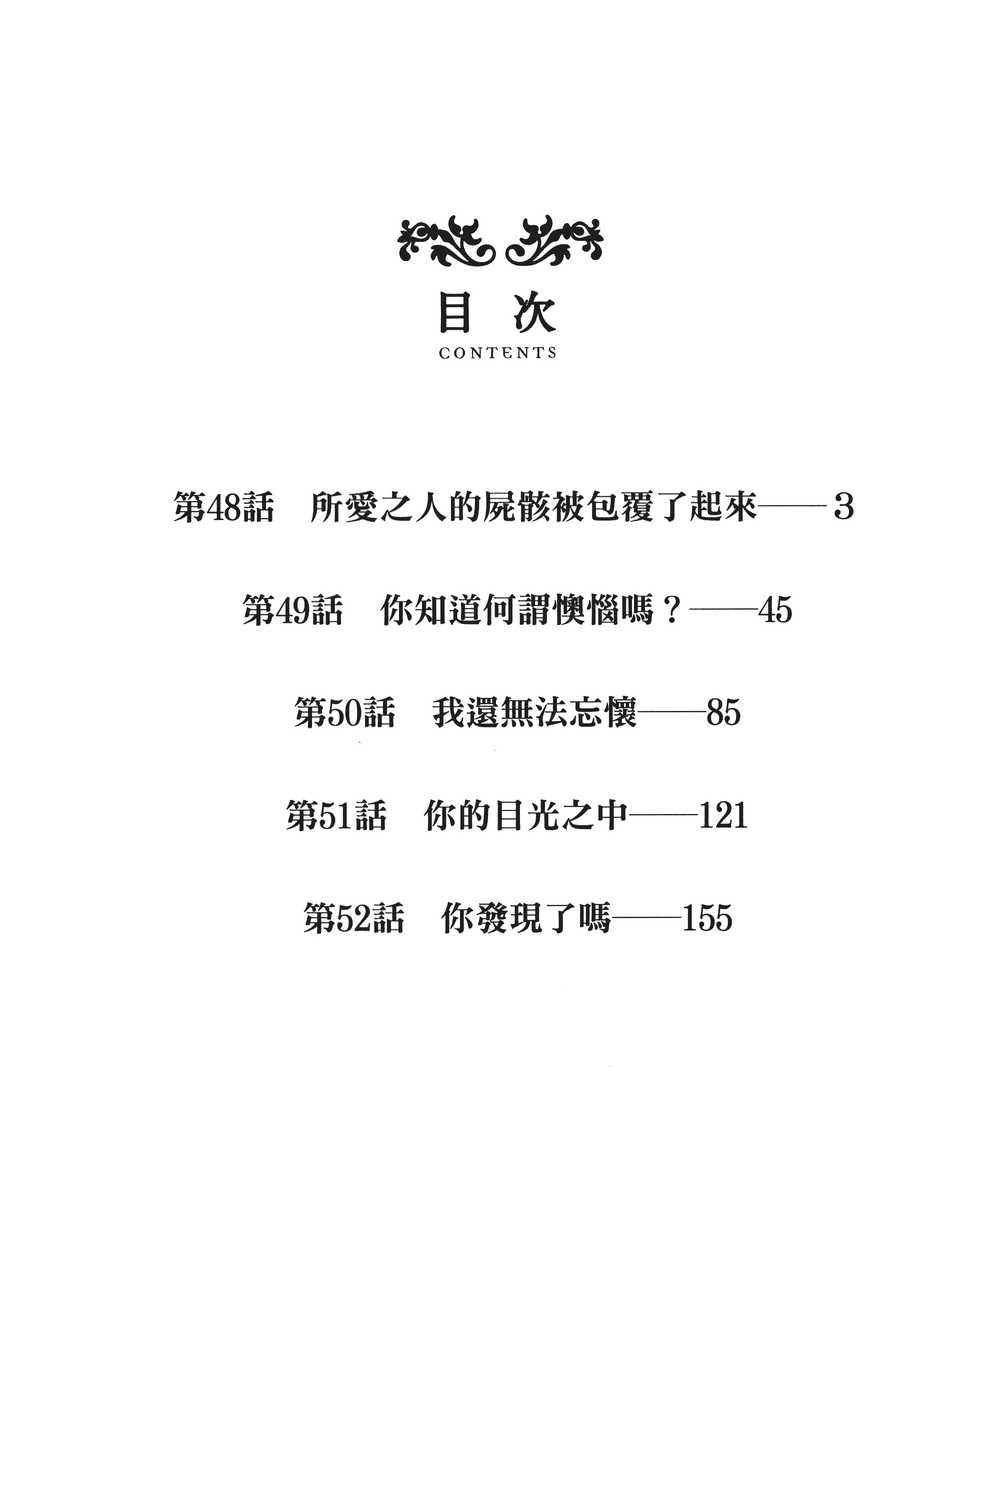 目 次
CONTENTS
第48話　所愛之人的屍骸被包覆了起來——3
第49話　你知道何謂懊惱嗎？——45
第50話　我還無法忘懷——85
第51話　你的目光之中——121
第52話　你發現了嗎——155